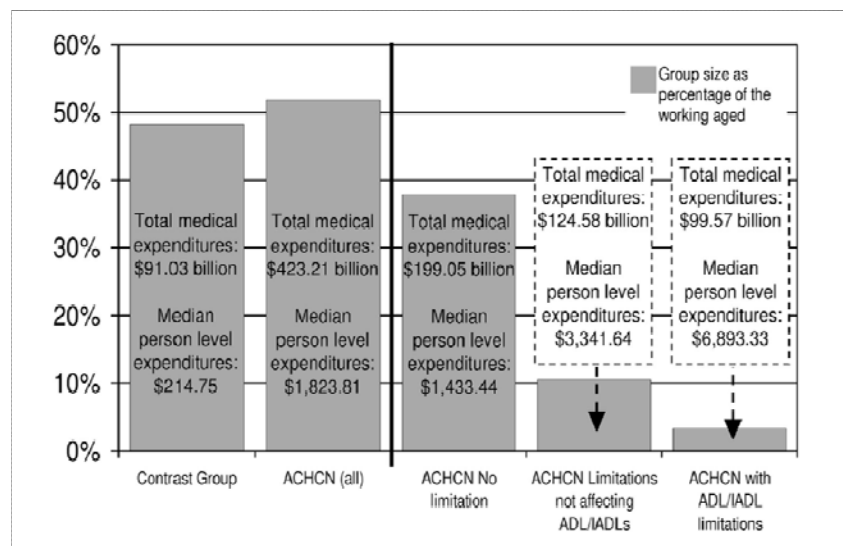 60%
50%
40%
30%
20%
10%
0%
Group size as
percentage of the
working aged
Total medical
expenditures:
$91.03 billion
Median
person level
expenditures:
$214.75
Total medical
expenditures:
$423.21 billion
Median
person level
expenditures:
$1,823.81
Total medical
expenditures:
$199.05 billion
Median
person level
expenditures:
$1,433.44
Total medical
expenditures:
$124.58 billion
Median
person level
expenditures:
$3,341.64
Total medical
expenditures:
$99.57 billion
Median
person level
expenditures:
$6,893.33
Contrast Group
ACHCN (all)
ACHCN No
limitation
ACHCN Limitations
not affecting
ADL/IADLs
ACHCN with
ADL/IADL
limitations